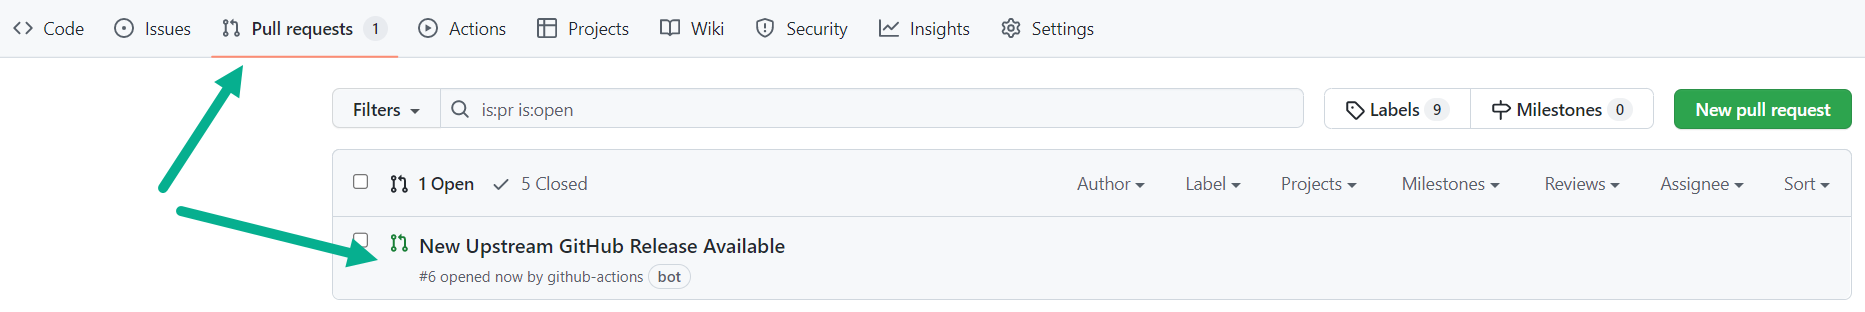 Code Issues Pull requests 1 Actions Projects Wiki Security Insights Settings
Filters is:pr is:open Labels 9 Milestones 0 New pull request
1 Open 5 Closed Author Label Projects Milestones Reviews Assignee Sort
New Upstream GitHub Release Available
#6 opened now by github-actions bot